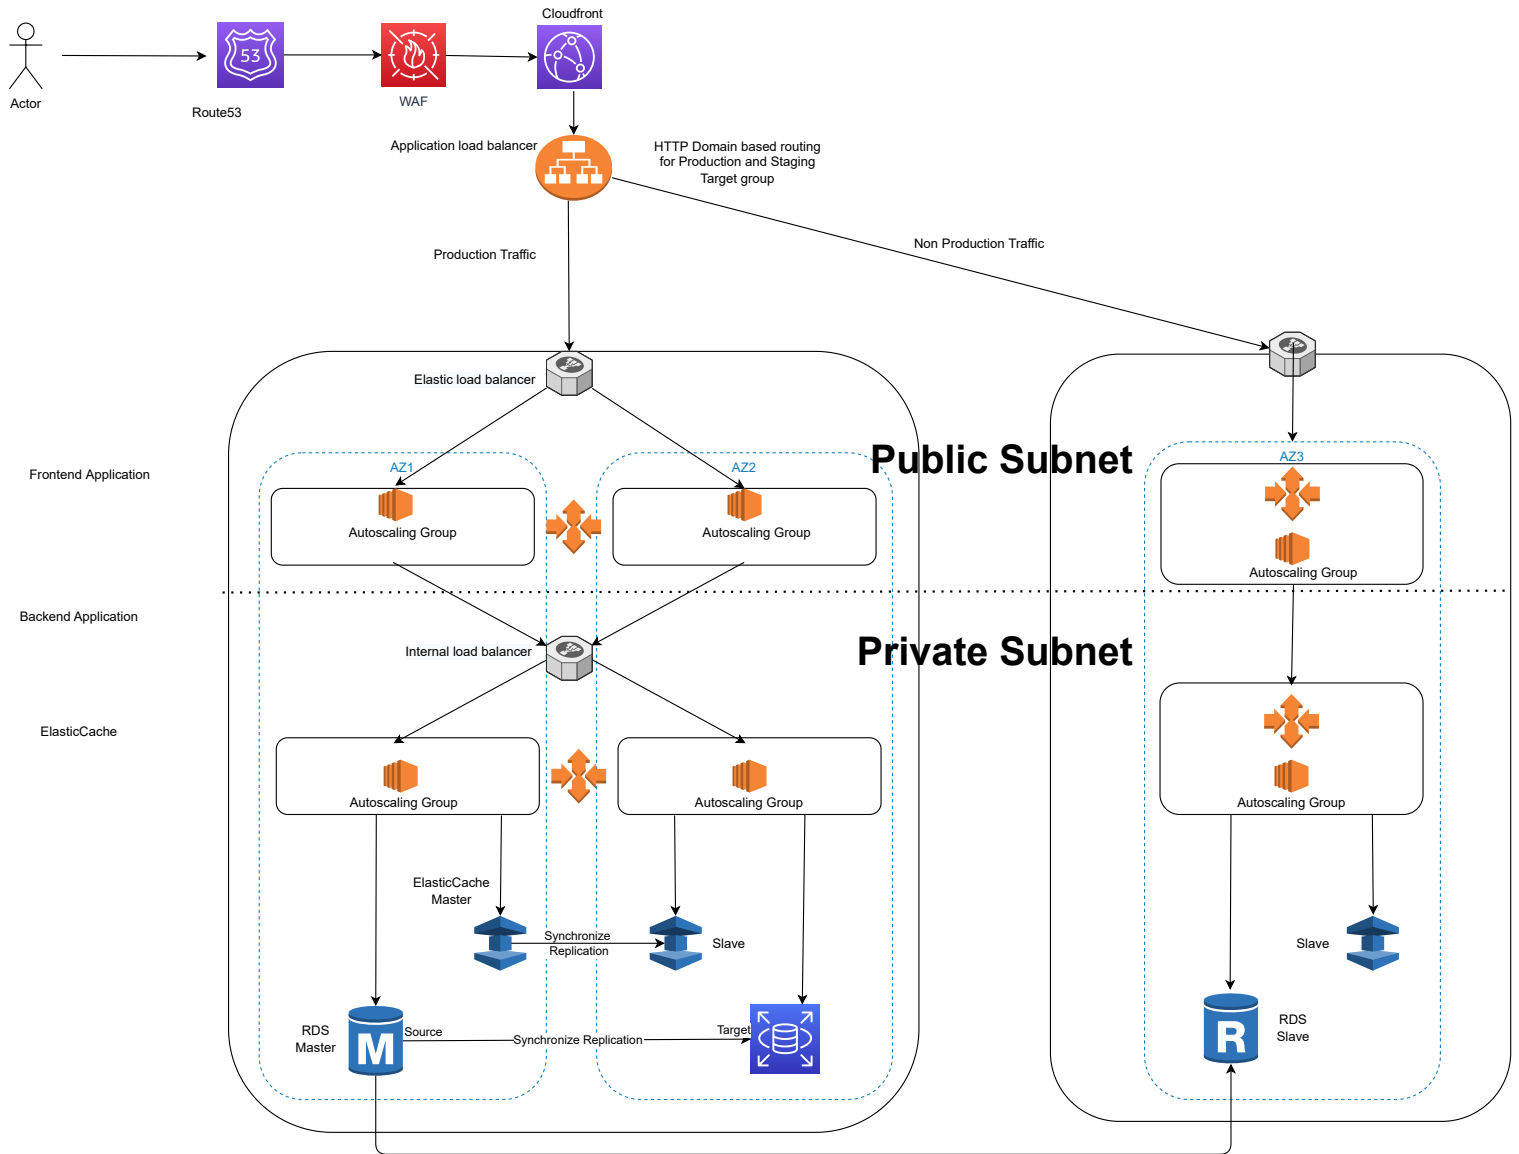 Cloudfront
53
Actor
Route53
WAF
Application load balancer
HTTP Domain based routing
for Production and Staging
Target group
Production Traffic
Non Production Traffic
Elastic load balancer
Frontend Application
AZ1
AZ2
Public Subnet
AZ3
Autoscaling Group
Autoscaling Group
Autoscaling Group
Backend Application
Internal load balancer
Private Subnet
ElasticCache
Autoscaling Group
Autoscaling Group
Autoscaling Group
ElasticCache
Master
Synchronize
Replication
Slave
Slave
RDS
Master
M
Source
Synchronize Replication
Target
R
RDS
Slave